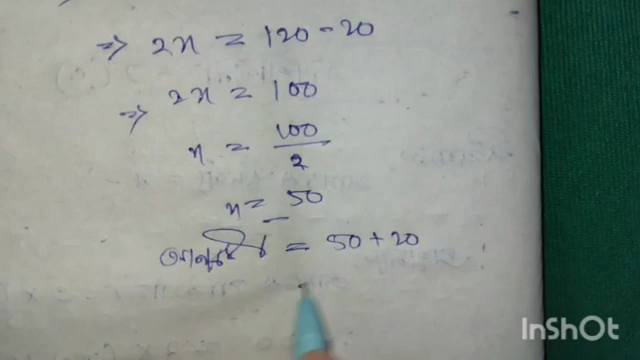 ⇒ 2x = 120 - 20
⇒ 2x = 100
x = 100/2
x = 50
= 50 + 20
InShOt